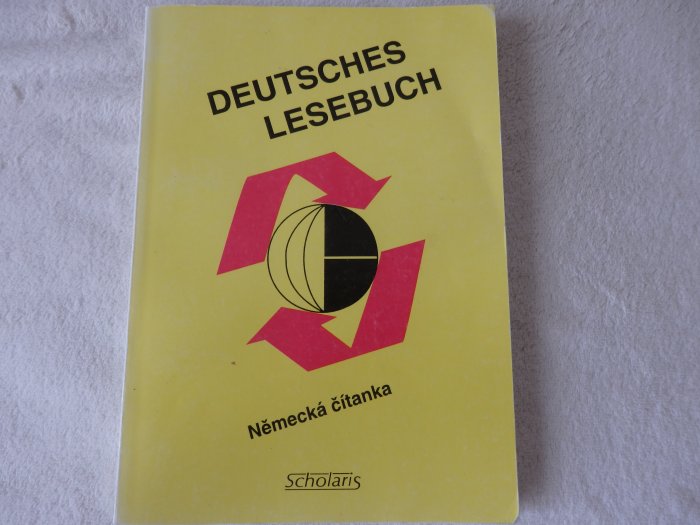 DEUTSCHES
LESEBUCH
Německá čítanka
Scholaris